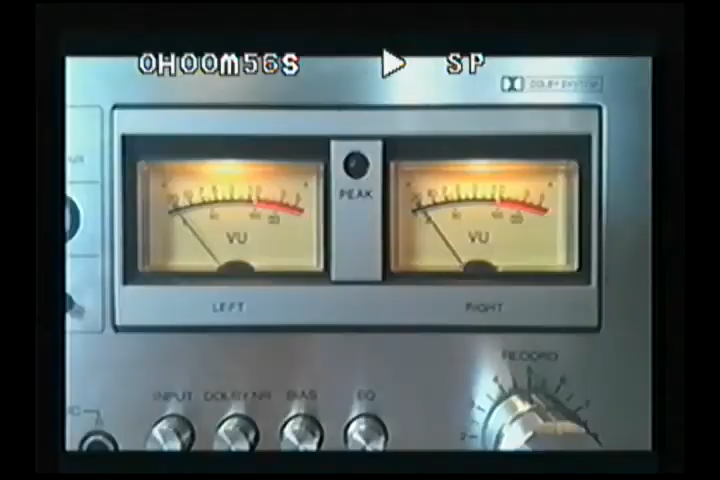 0H00m56s ▶ SP
DOLBY SYSTEM
PEAK
VU VU
LEFT RIGHT
RECORD
INPUT DOLBY NR BIAS EQ